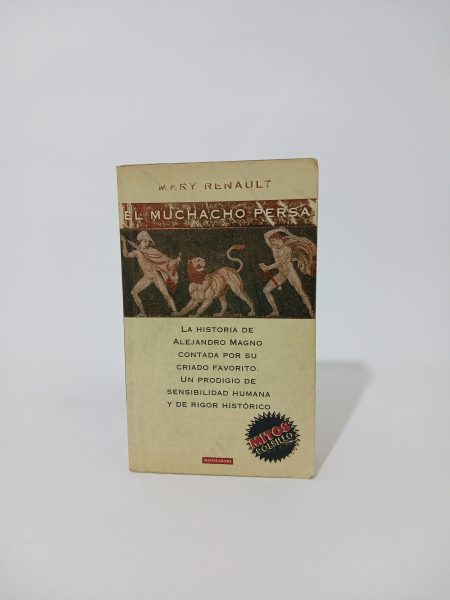 MARY RENAULT
EL MUCHACHO PERSA
LA HISTORIA DE
ALEJANDRO MAGNO
CONTADA POR SU
CRIADO FAVORITO.
UN PRODIGIO DE
SENSIBILIDAD HUMANA
Y DE RIGOR HISTÓRICO
MITOS
BOLSILLO
MONDADORI